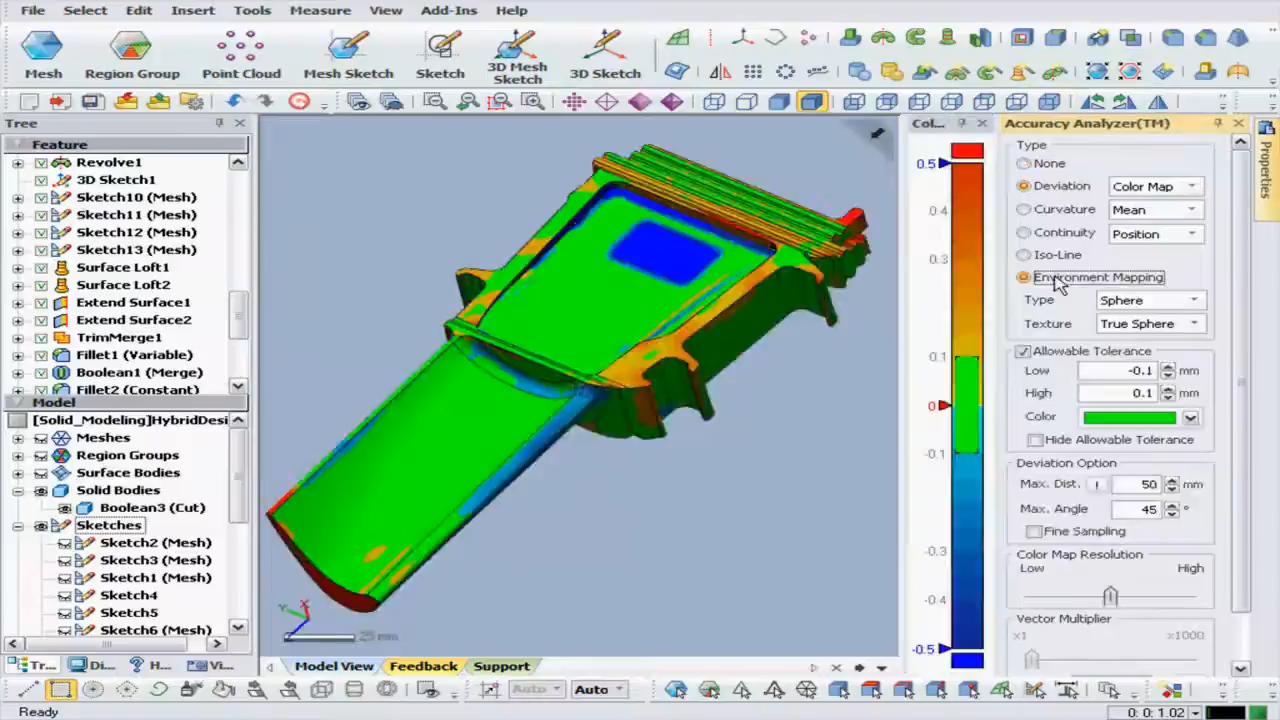 File Select Edit Insert Tools Measure View Add-Ins Help
Mesh Region Group Point Cloud Mesh Sketch Sketch 3D Mesh Sketch 3D Sketch
Tree
Feature
Revolve1
3D Sketch1
Sketch10 (Mesh)
Sketch11 (Mesh)
Sketch12 (Mesh)
Sketch13 (Mesh)
Surface Loft1
Surface Loft2
Extend Surface1
Extend Surface2
TrimMerge1
Fillet1 (Variable)
Boolean1 (Merge)
Fillet2 (Constant)
Model
[Solid_Modeling]HybridDesi
Meshes
Region Groups
Surface Bodies
Solid Bodies
Boolean3 (Cut)
Sketches
Sketch2 (Mesh)
Sketch3 (Mesh)
Sketch1 (Mesh)
Sketch4
Sketch5
Sketch6 (Mesh)
Tr... Di... H... Vi...
Y X
25 mm
Model View Feedback Support
Col...
0.5
0.4
0.3
0.1
0
-0.1
-0.3
-0.4
-0.5
Accuracy Analyzer(TM)
Type
None
Deviation Color Map
Curvature Mean
Continuity Position
Iso-Line
Environment Mapping
Type Sphere
Texture True Sphere
Allowable Tolerance
Low -0.1 mm
High 0.1 mm
Color
Hide Allowable Tolerance
Deviation Option
Max. Dist. ! 50 mm
Max. Angle 45 °
Fine Sampling
Color Map Resolution
Low High
Vector Multiplier
x1 x1000
Properties
Auto Auto
Ready 0: 0: 1.02